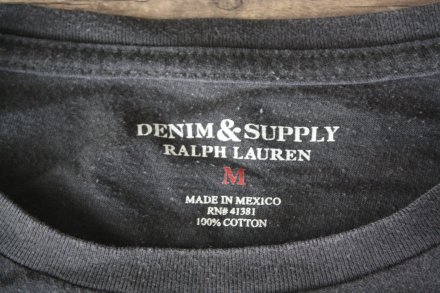 DENIM & SUPPLY
RALPH LAUREN
M
MADE IN MEXICO
RN# 41381
100% COTTON